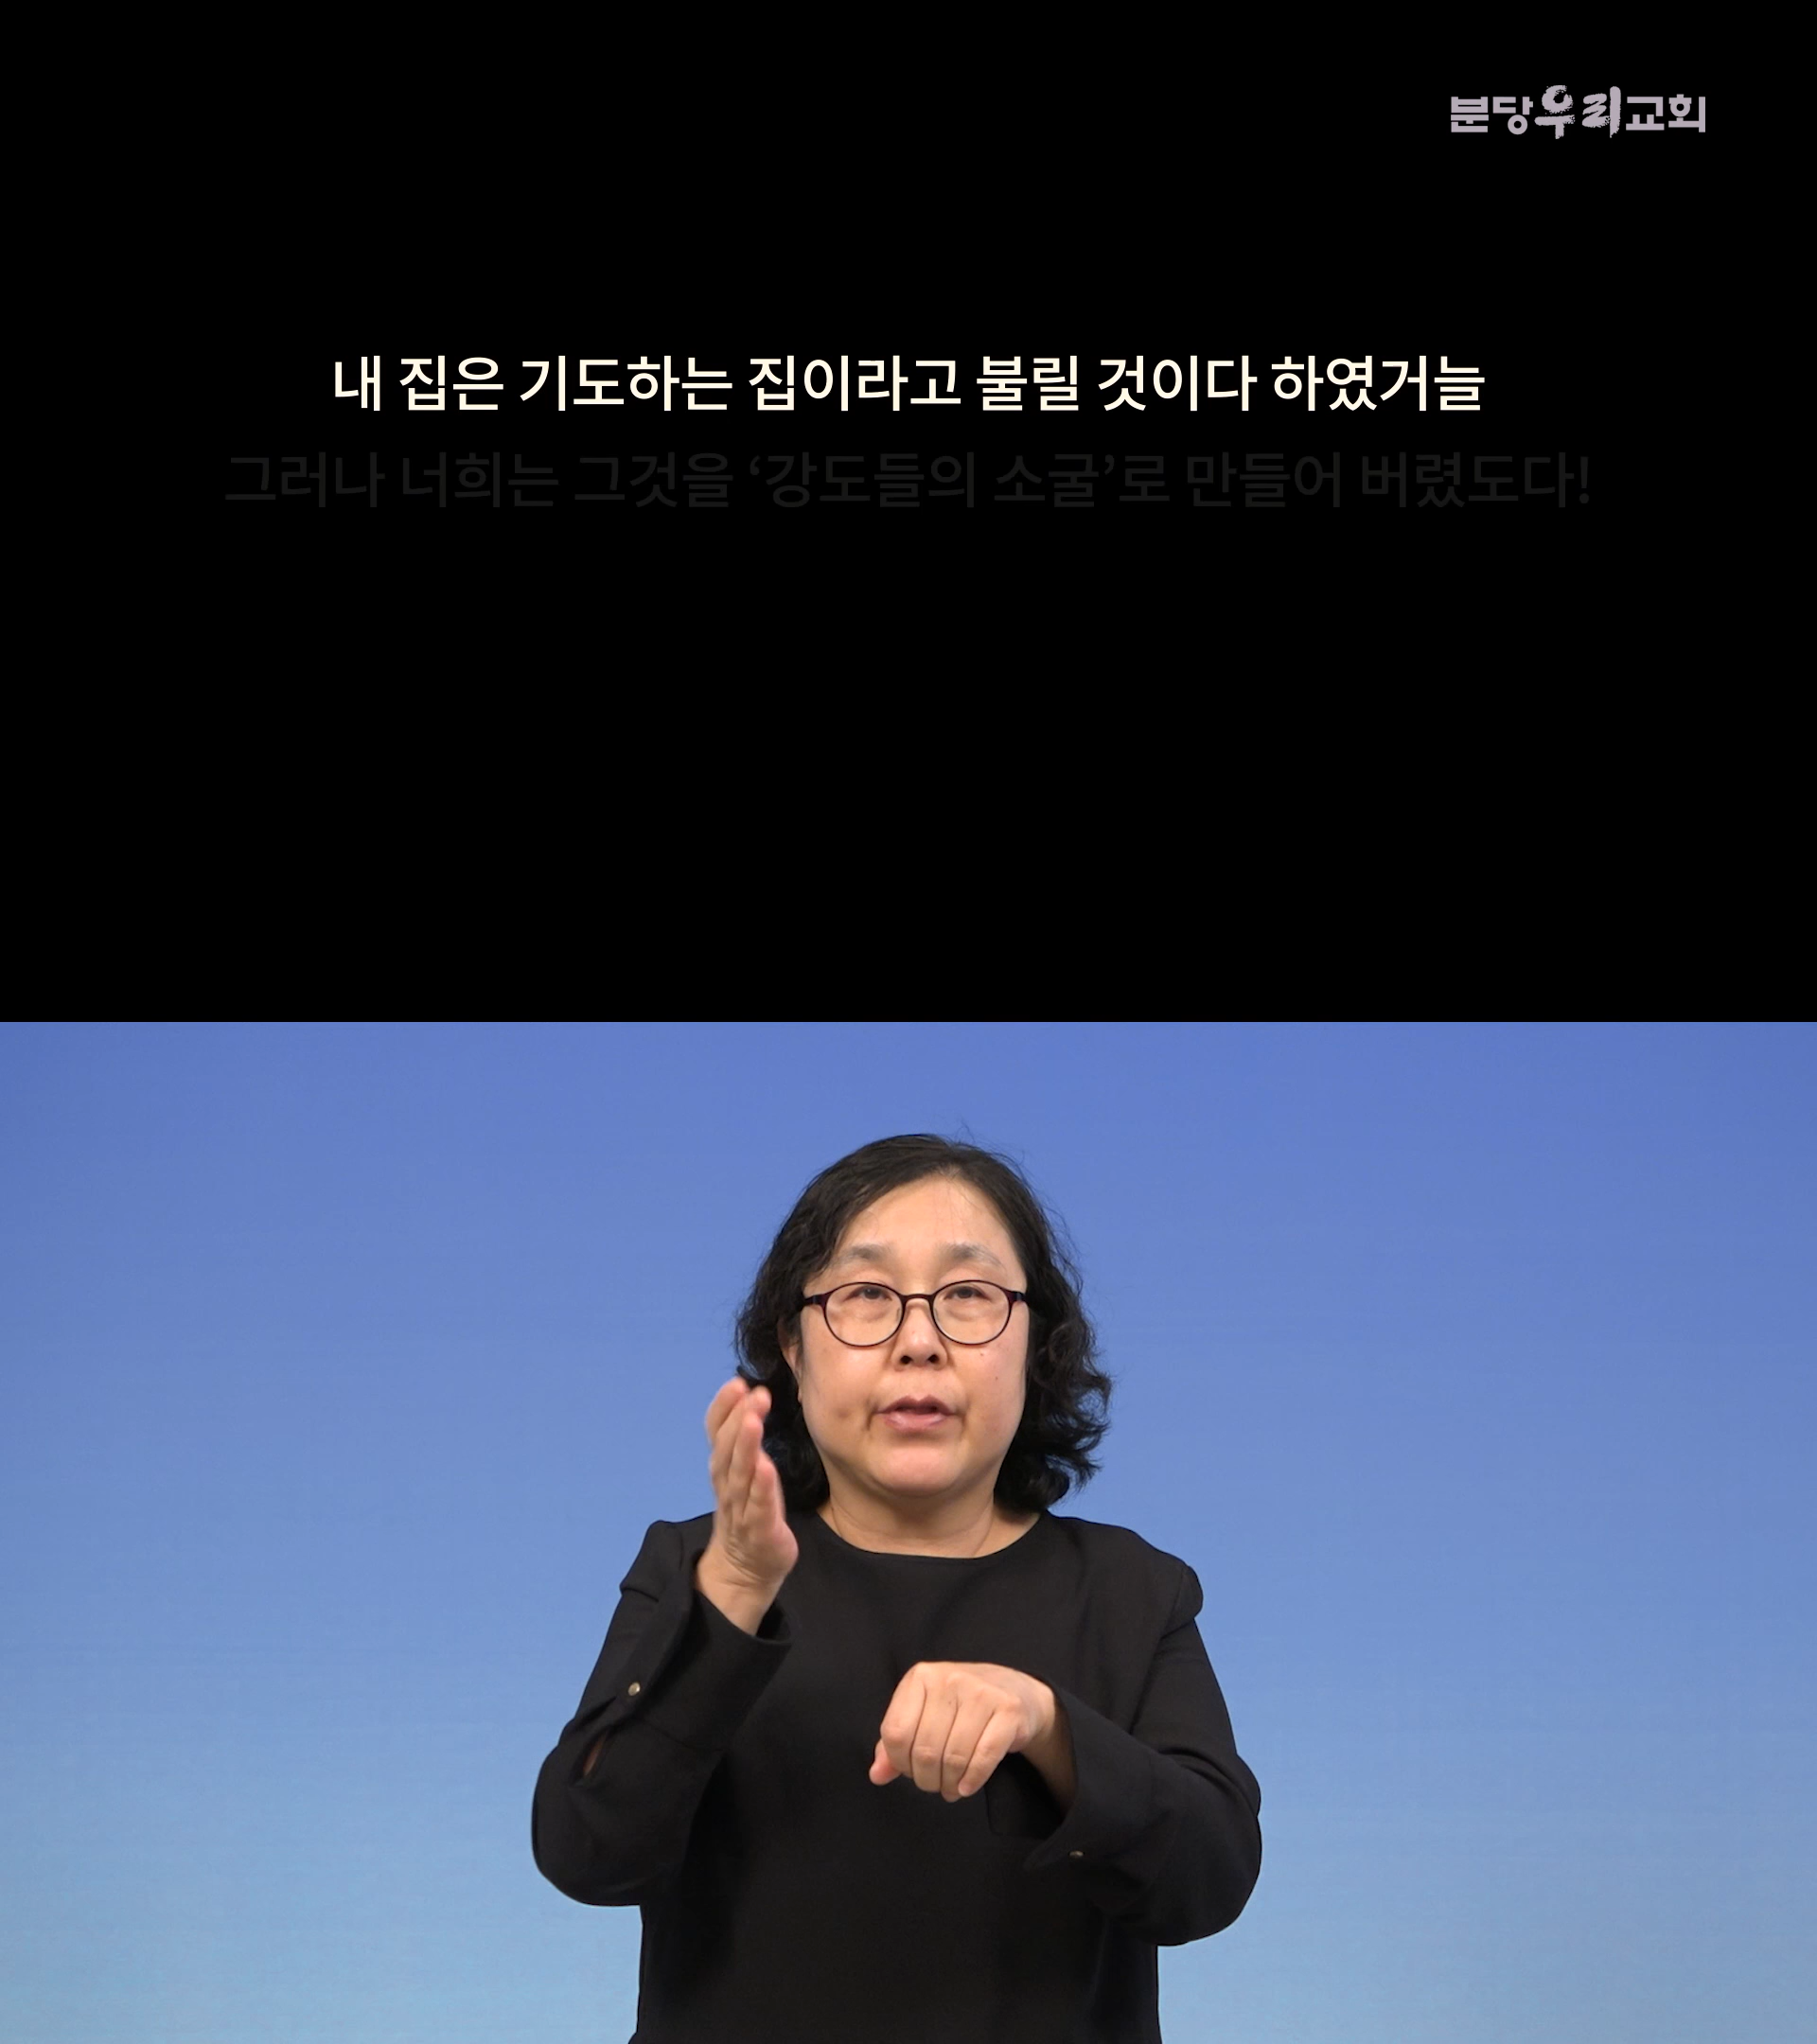 분당우리교회
내 집은 기도하는 집이라고 불릴 것이다 하였거늘
그러나 너희는 그것을 ‘강도들의 소굴’로 만들어 버렸도다!